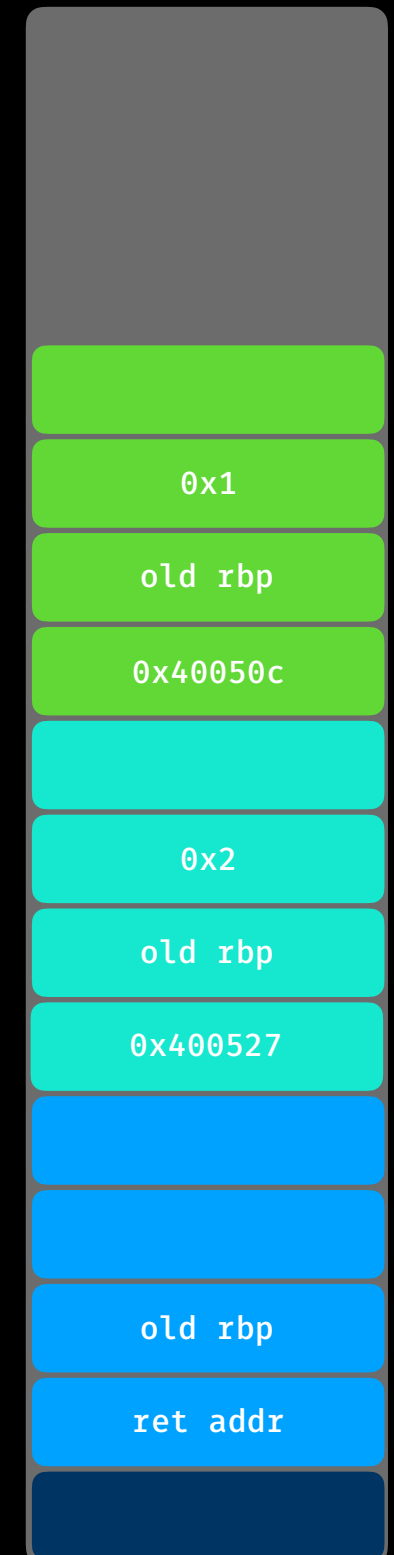 0x1
old rbp
0x40050c
0x2
old rbp
0x400527
old rbp
ret addr